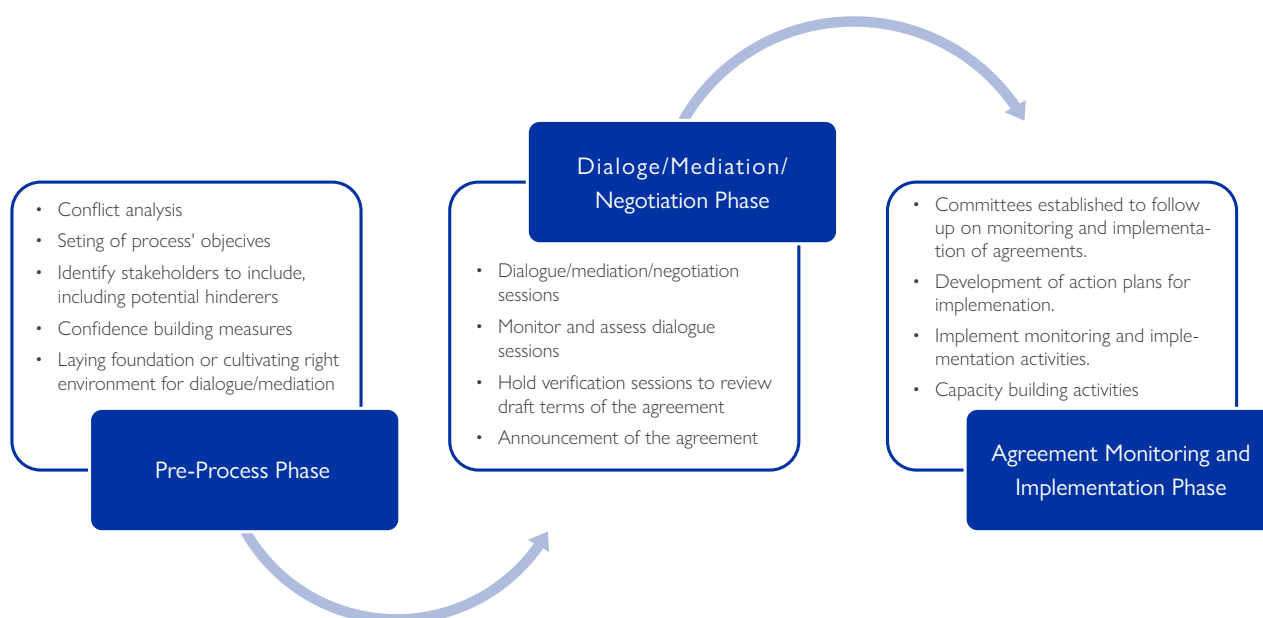 • Conflict analysis
• Seting of process' objecives
• Identify stakeholders to include,
including potential hinderers
• Confidence building measures
• Laying foundation or cultivating right
environment for dialogue/mediation
Pre-Process Phase
Dialoge/Mediation/
Negotiation Phase
• Dialogue/mediation/negotiation
sessions
• Monitor and assess dialogue
sessions
• Hold verification sessions to review
draft terms of the agreement
• Announcement of the agreement
• Committees established to follow
up on monitoring and implementa-
tion of agreements.
• Development of action plans for
implemenation.
• Implement monitoring and imple-
mentation activities.
• Capacity building activities
Agreement Monitoring and
Implementation Phase